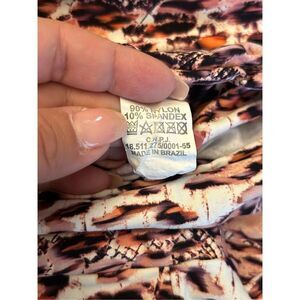 90% NYLON
10% SPANDEX
C.N.P.J.
18.511.275/0001-55
MADE IN BRAZIL